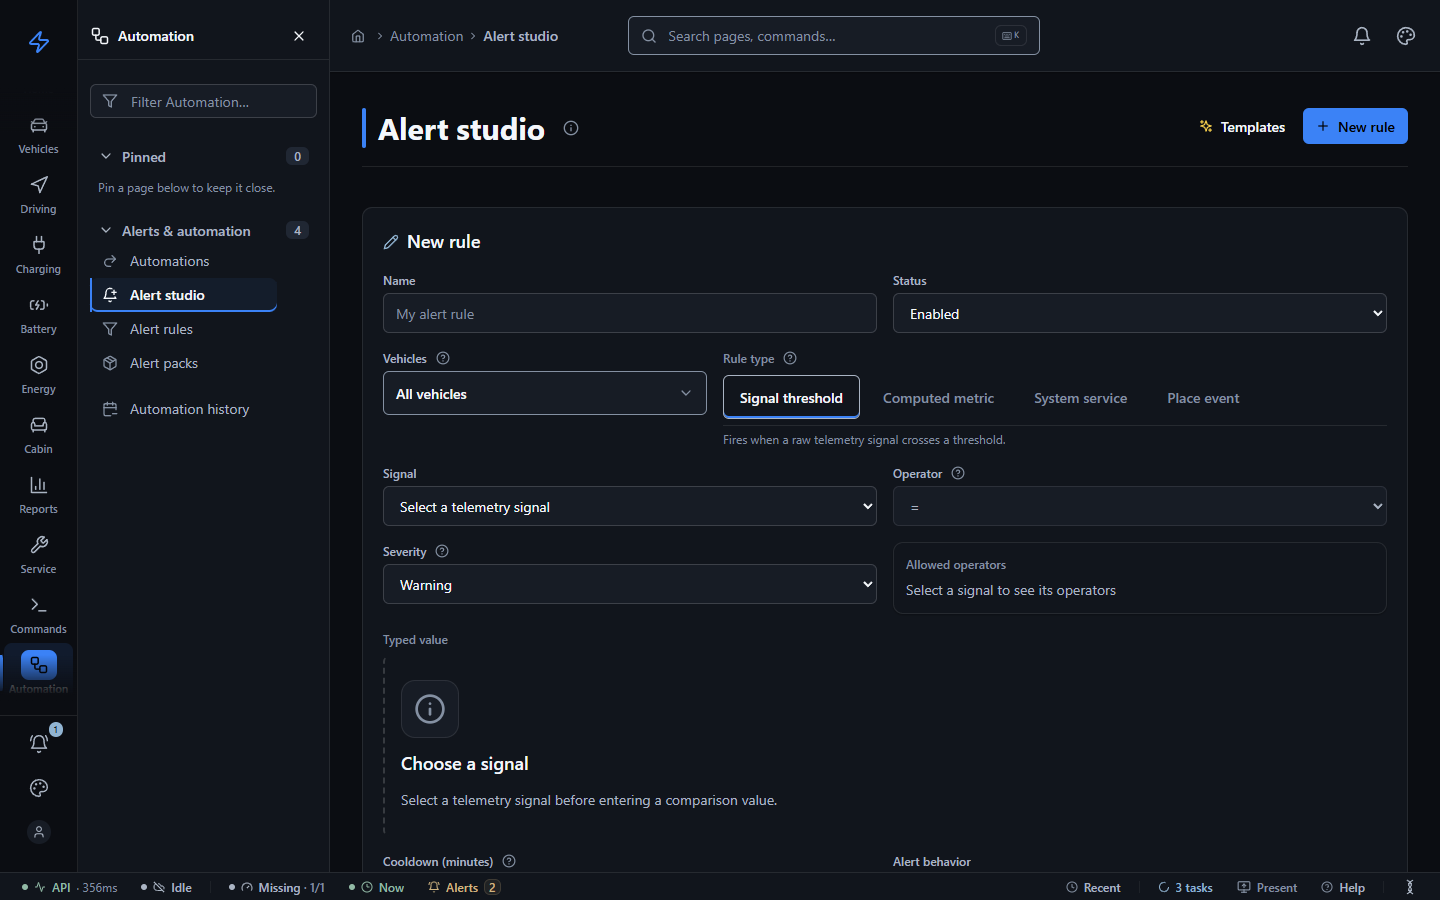 Automation
Filter Automation...
Pinned 0
Pin a page below to keep it close.
Alerts & automation 4
Automations
Alert studio
Alert rules
Alert packs
Automation history
Vehicles
Driving
Charging
Battery
Energy
Cabin
Reports
Service
Commands
Automation
1
Automation Alert studio
Search pages, commands... K
Alert studio
Templates
New rule
New rule
Name
My alert rule
Status
Enabled
Vehicles
All vehicles
Rule type
Signal threshold Computed metric System service Place event
Fires when a raw telemetry signal crosses a threshold.
Signal
Select a telemetry signal
Operator
=
Severity
Warning
Allowed operators
Select a signal to see its operators
Typed value
Choose a signal
Select a telemetry signal before entering a comparison value.
Cooldown (minutes)
Alert behavior
API · 356ms Idle Missing · 1/1 Now Alerts 2 Recent 3 tasks Present Help